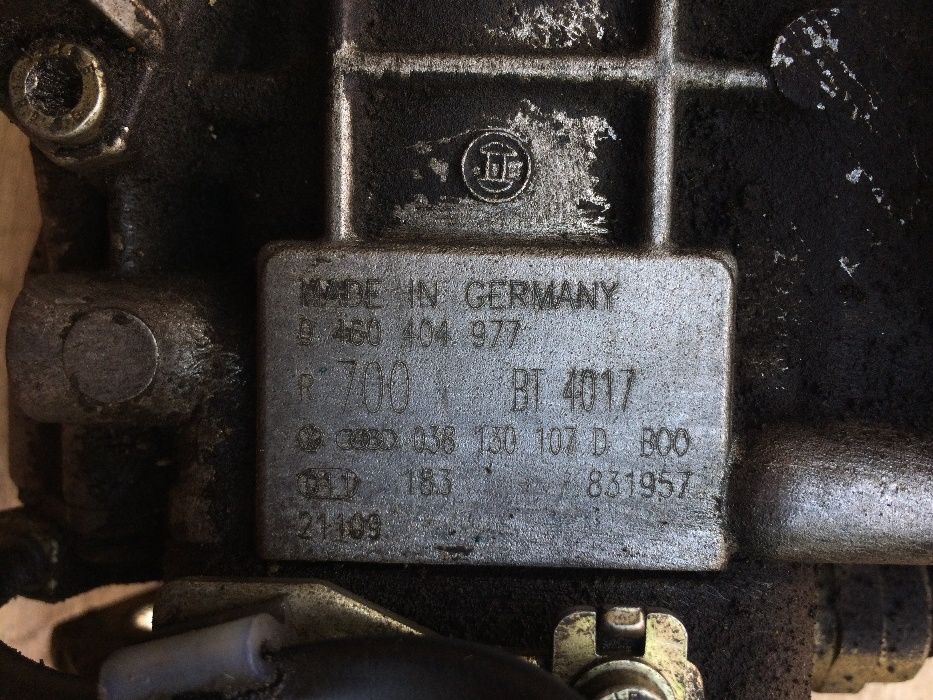 MADE IN GERMANY
0 460 404 977
R 700 BT 4017
038 130 107 D B00
183 831957
21109